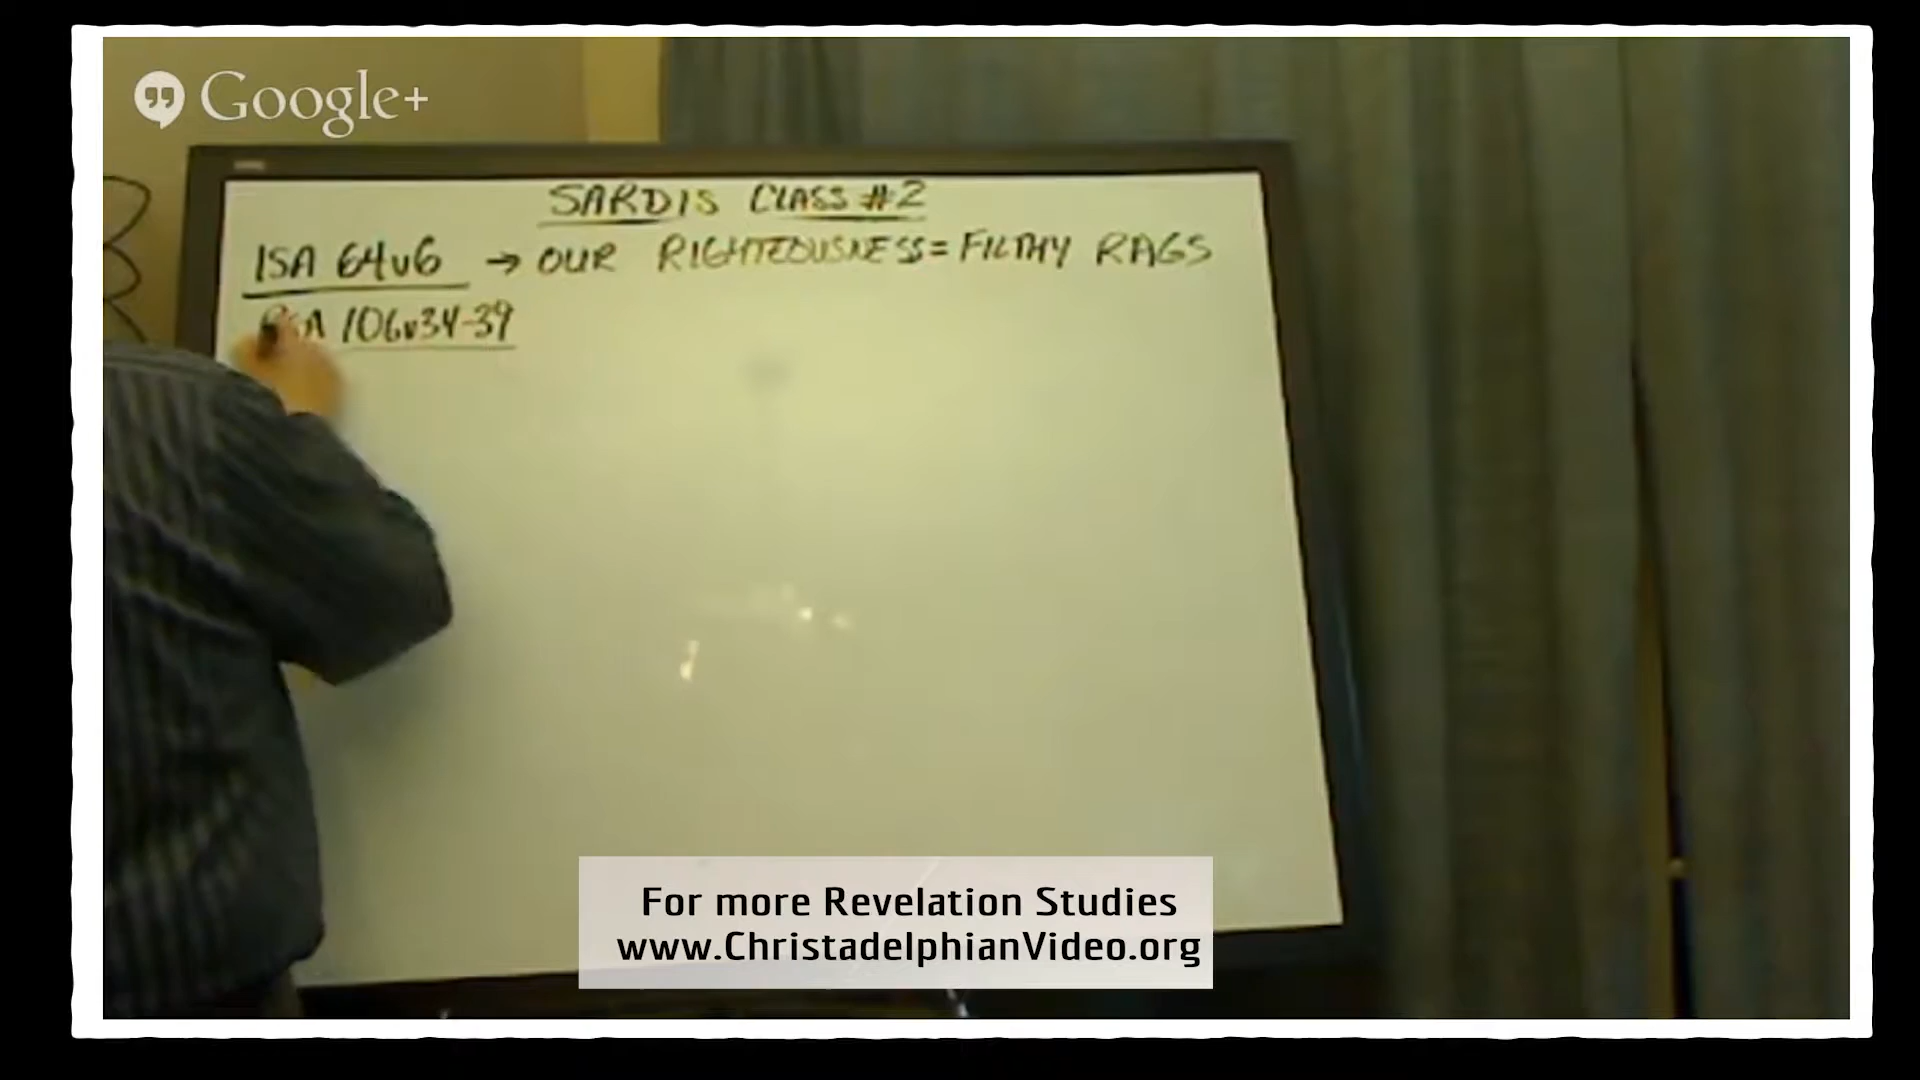 Google+
SARDIS CLASS #2
ISA 64v6 → OUR RIGHTEOUSNESS = FILTHY RAGS
PSA 106v34-39
For more Revelation Studies
www.ChristadelphianVideo.org